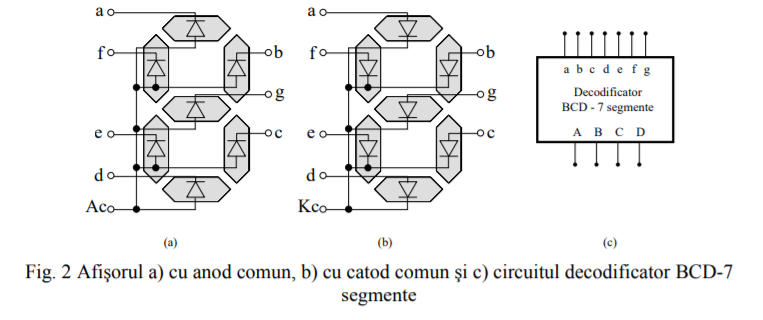 a
f
b
g
e
c
d
Ac
a
f
b
g
e
c
d
Kc
a b c d e f g
Decodificator
BCD - 7 segmente
A B C D
(a)
(b)
(c)
Fig. 2 Afişorul a) cu anod comun, b) cu catod comun şi c) circuitul decodificator BCD-7
segmente